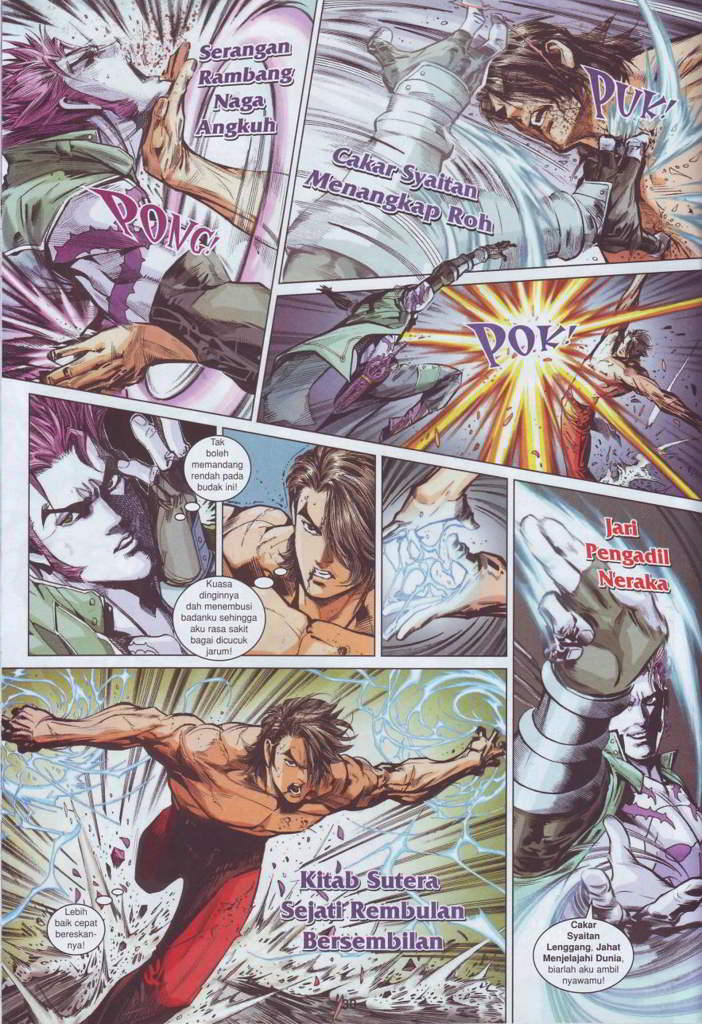 Serangan
Rambang
Naga
Angkuh
PONG!
PUK!
Cakar Syaitan
Menangkap Roh
POK!
Tak
boleh
memandang
rendah pada
budak ini!
Kuasa
dinginnya
dah menembusi
badanku sehingga
aku rasa sakit
bagai dicucuk
jarum!
Jari
Pengadil
Neraka
Kitab Sutera
Sejati Rembulan
Bersembilan
Lebih
baik cepat
bereskan-
nya!
Cakar
Syaitan
Lenggang, Jahat
Menjelajahi Dunia,
biarlah aku ambil
nyawamu!